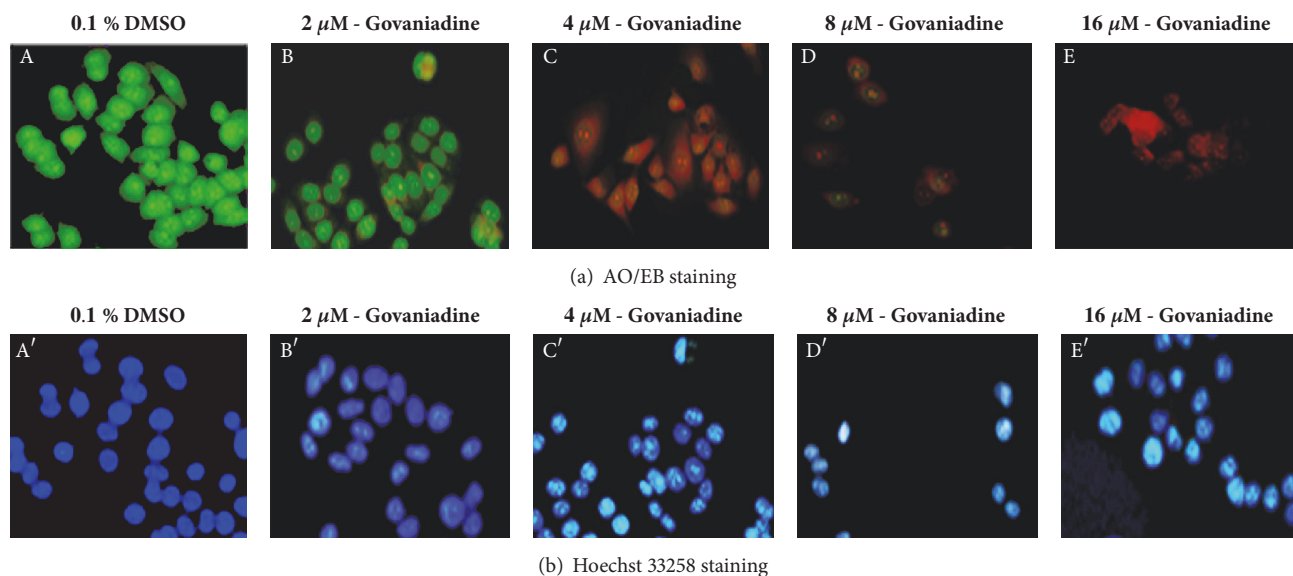 0.1 % DMSO 2 μM - Govaniadine 4 μM - Govaniadine 8 μM - Govaniadine 16 μM - Govaniadine
A B C D E
(a) AO/EB staining
0.1 % DMSO 2 μM - Govaniadine 4 μM - Govaniadine 8 μM - Govaniadine 16 μM - Govaniadine
A′ B′ C′ D′ E′
(b) Hoechst 33258 staining